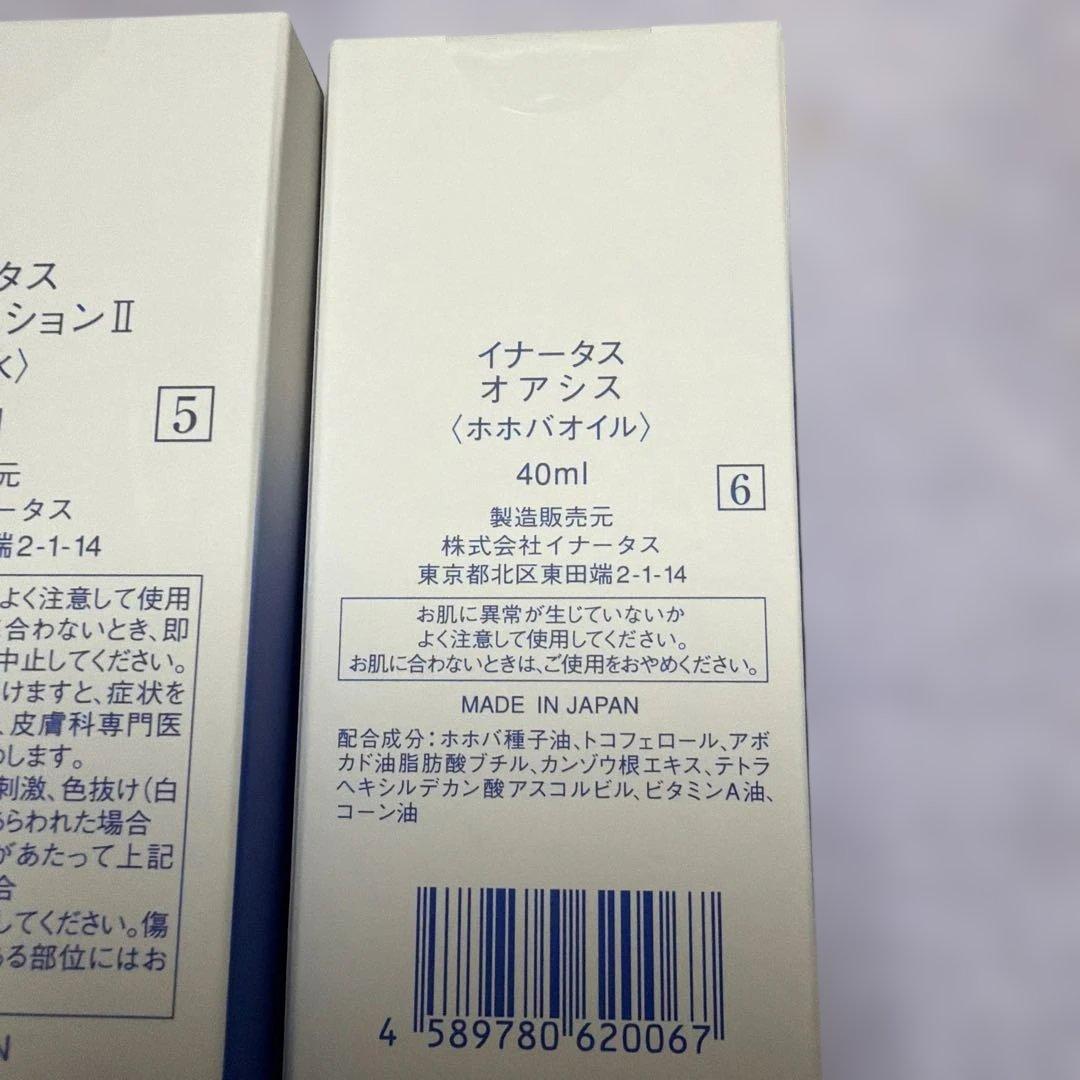 タス
ションⅡ
水〉
5
元
ータス
端2-1-14
よく注意して使用
合わないとき、即
中止してください。
けますと、症状を
、皮膚科専門医
します。
刺激、色抜け(白
あらわれた場合
があたって上記
合
してください。傷
ある部位にはお
N
イナータス
オアシス
〈ホホバオイル〉
40ml
6
製造販売元
株式会社イナータス
東京都北区東田端2-1-14
お肌に異常が生じていないか
よく注意して使用してください。
お肌に合わないときは、ご使用をおやめください。
MADE IN JAPAN
配合成分:ホホバ種子油、トコフェロール、アボ
カド油脂肪酸ブチル、カンゾウ根エキス、テトラ
ヘキシルデカン酸アスコルビル、ビタミンA油、
コーン油
4 589780 620067